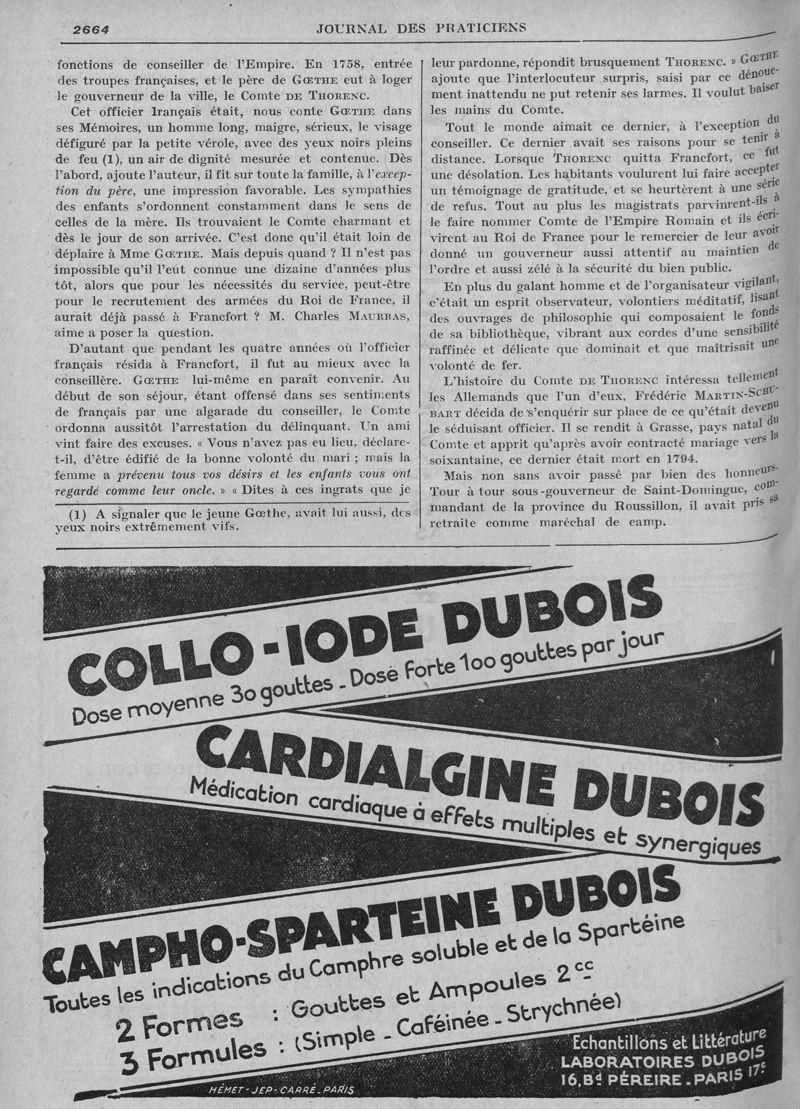 2664
JOURNAL DES PRATICIENS
fonctions de conseiller de l'Empire. En 1758, entrée
des troupes françaises, et le père de GŒTHE eut à loger
le gouverneur de la ville, le Comte DE THORENC.
Cet officier français était, nous conte GŒTHE dans
ses Mémoires, un homme long, maigre, sérieux, le visage
défiguré par la petite vérole, avec des yeux noirs pleins
de feu (1), un air de dignité mesurée et contenue. Dès
l'abord, ajoute l'auteur, il fit sur toute la famille, à l'excep-
tion du père, une impression favorable. Les sympathies
des enfants s'ordonnent constamment dans le sens de
celles de la mère. Ils trouvaient le Comte charmant et
dès le jour de son arrivée. C'est donc qu'il était loin de
déplaire à Mme GŒTHE. Mais depuis quand ? Il n'est pas
impossible qu'il l'eût connue une dizaine d'années plus
tôt, alors que pour les nécessités du service, peut-être
pour le recrutement des armées du Roi de France, il
aurait déjà passé à Francfort ? M. Charles MAURRAS,
aime a poser la question.
D'autant que pendant les quatre années où l'officier
français résida à Francfort, il fut au mieux avec la
conseillère. GŒTHE lui-même en paraît convenir. Au
début de son séjour, étant offensé dans ses sentiments
de français par une algarade du conseiller, le Comte
ordonna aussitôt l'arrestation du délinquant. Un ami
vint faire des excuses. « Vous n'avez pas eu lieu, déclare-
t-il, d'être édifié de la bonne volonté du mari ; mais la
femme a prévenu tous vos désirs et les enfants vous ont
regardé comme leur oncle. » « Dites à ces ingrats que je
(1) A signaler que le jeune Gœthe, avait lui aussi, des
yeux noirs extrêmement vifs.
leur pardonne, répondit brusquement THORENC. » GŒTHE
ajoute que l'interlocuteur surpris, saisi par ce dénoue-
ment inattendu ne put retenir ses larmes. Il voulut baiser
les mains du Comte.
Tout le monde aimait ce dernier, à l'exception du
conseiller. Ce dernier avait ses raisons pour se tenir à
distance. Lorsque THORENC quitta Francfort, ce fut
une désolation. Les habitants voulurent lui faire accepter
un témoignage de gratitude, et se heurtèrent à une série
de refus. Tout au plus les magistrats parvinrent-ils à
le faire nommer Comte de l'Empire Romain et ils écri-
virent au Roi de France pour le remercier de leur avoir
donné un gouverneur aussi attentif au maintien de
l'ordre et aussi zélé à la sécurité du bien public.
En plus du galant homme et de l'organisateur vigilant,
c'était un esprit observateur, volontiers méditatif, lisant
des ouvrages de philosophie qui composaient le fonds
de sa bibliothèque, vibrant aux cordes d'une sensibilité
raffinée et délicate que dominait et que maîtrisait une
volonté de fer.
L'histoire du Comte DE THORENC intéressa tellement
les Allemands que l'un d'eux, Frédéric MARTIN-SCHU-
BART décida de s'enquérir sur place de ce qu'était devenu
le séduisant officier. Il se rendit à Grasse, pays natal du
Comte et apprit qu'après avoir contracté mariage vers la
soixantaine, ce dernier était mort en 1794.
Mais non sans avoir passé par bien des honneurs.
Tour à tour sous-gouverneur de Saint-Domingue, com-
mandant de la province du Roussillon, il avait pris sa
retraite comme maréchal de camp.
COLLO-IODE DUBOIS
Dose moyenne 30 gouttes - Dose forte 100 gouttes par jour
CARDIALGINE DUBOIS
Médication cardiaque à effets multiples et synergiques
CAMPHO-SPARTEINE DUBOIS
Toutes les indications du Camphre soluble et de la Spartéine
2 Formes : Gouttes et Ampoules 2 cc
3 Formules : (Simple - Caféinée - Strychnée)
Echantillons et Littérature
LABORATOIRES DUBOIS
16, Bd PÉREIRE - PARIS 17e
HÉMET-JEP-CARRÉ-PARIS